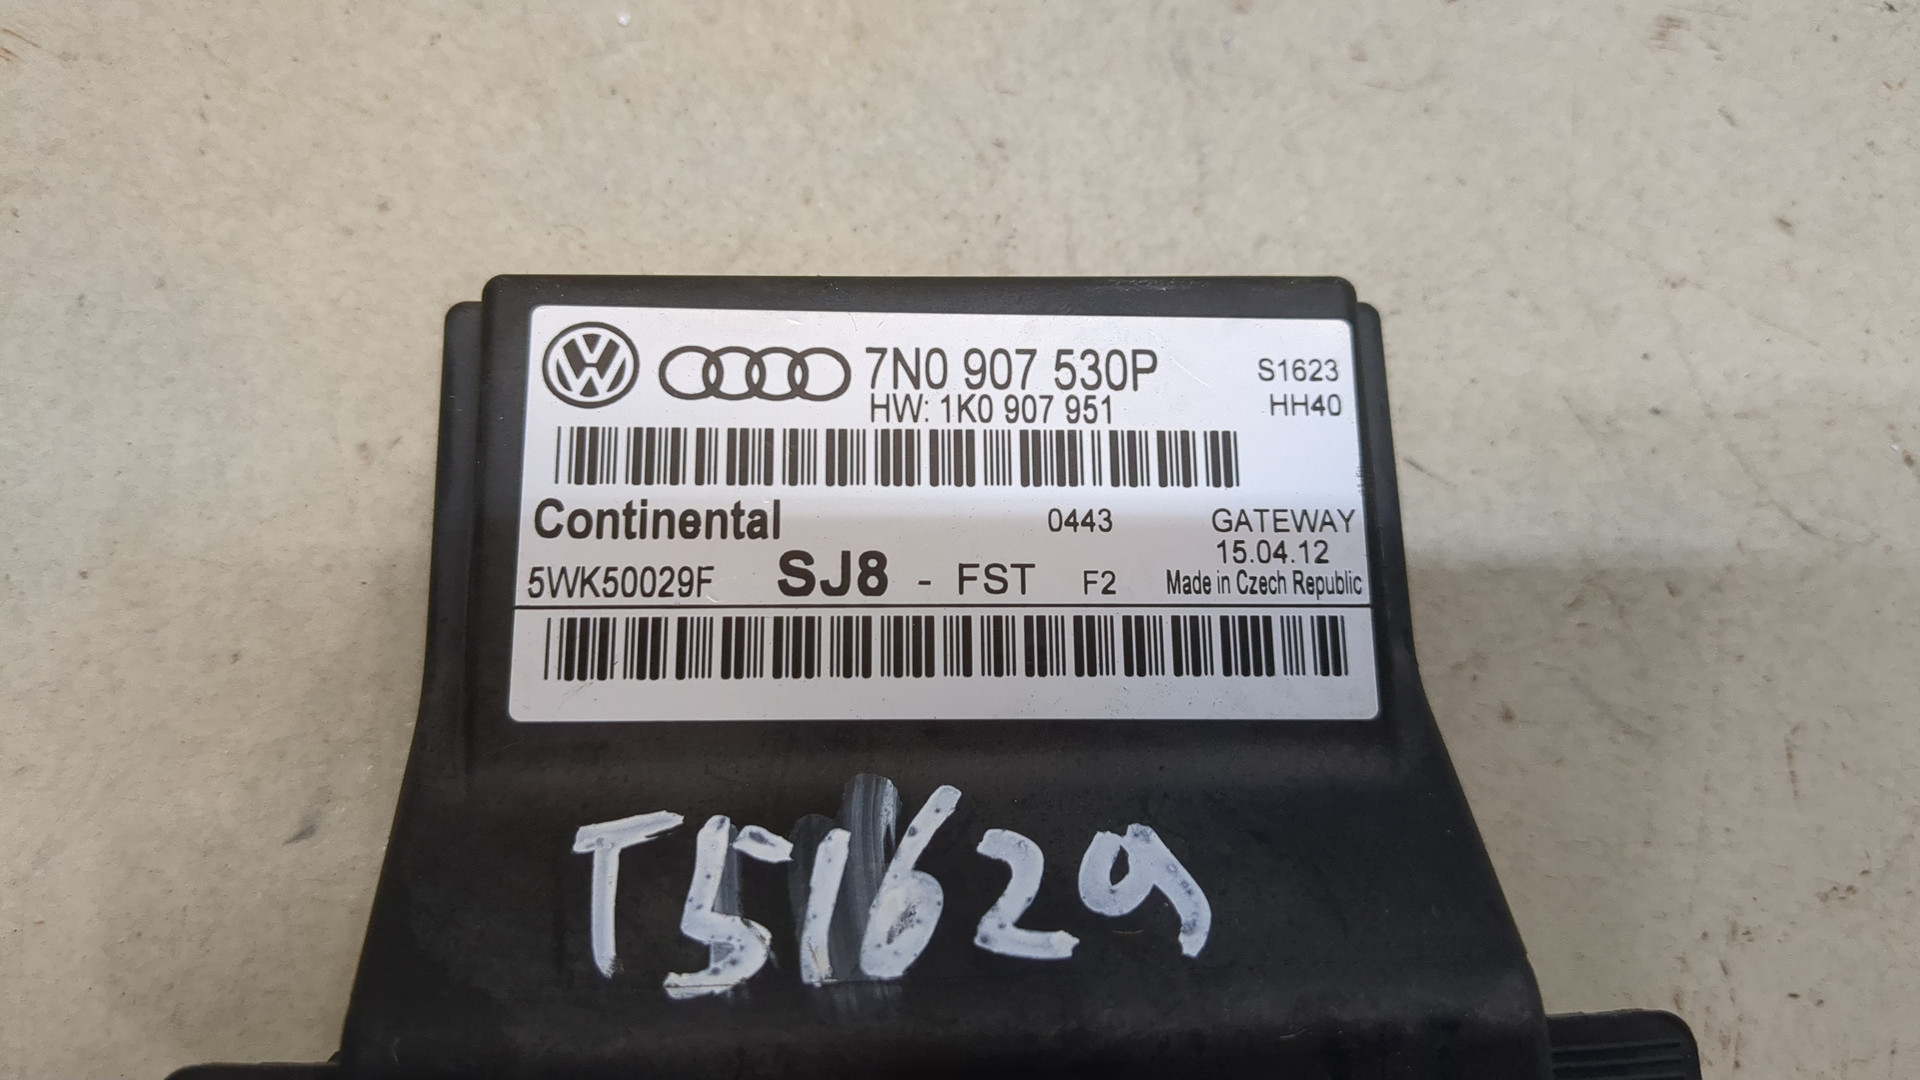 7N0 907 530P S1623
HW: 1K0 907 951 HH40
Continental 0443 GATEWAY
15.04.12
5WK50029F SJ8 - FST F2 Made in Czech Republic
T51629